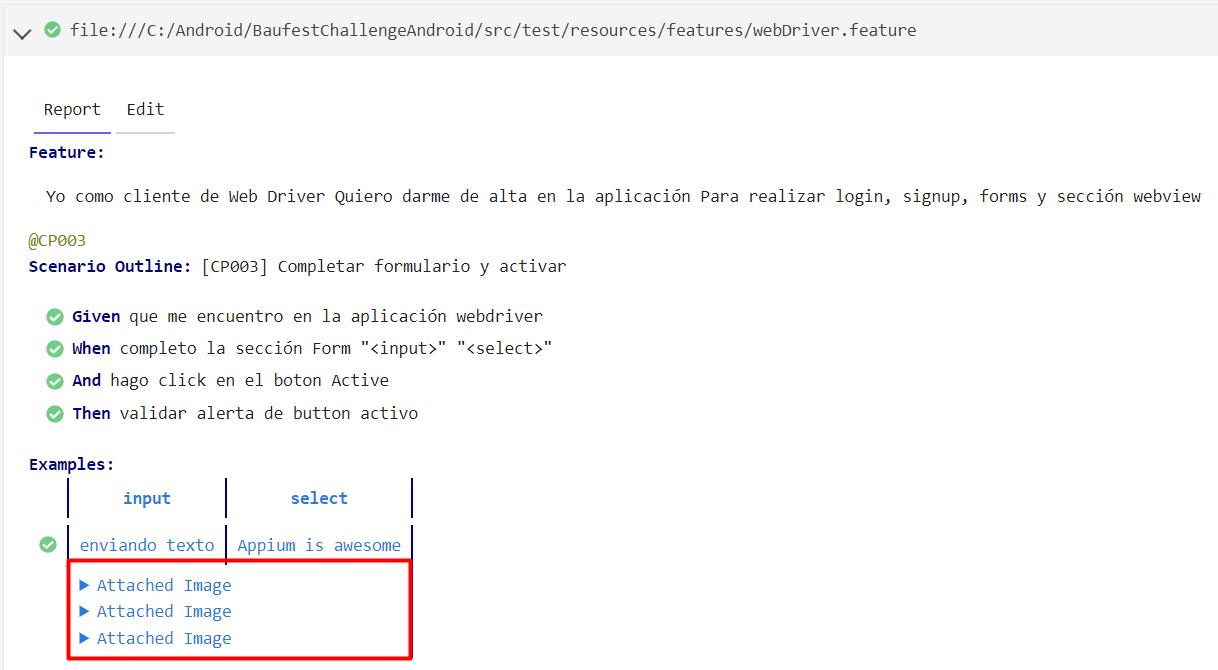 file:///C:/Android/BaufestChallengeAndroid/src/test/resources/features/webDriver.feature
Report Edit
Feature:
Yo como cliente de Web Driver Quiero darme de alta en la aplicación Para realizar login, signup, forms y sección webview
@CP003
Scenario Outline: [CP003] Completar formulario y activar
Given que me encuentro en la aplicación webdriver
When completo la sección Form "<input>" "<select>"
And hago click en el boton Active
Then validar alerta de button activo
Examples:
input select
enviando texto Appium is awesome
Attached Image
Attached Image
Attached Image